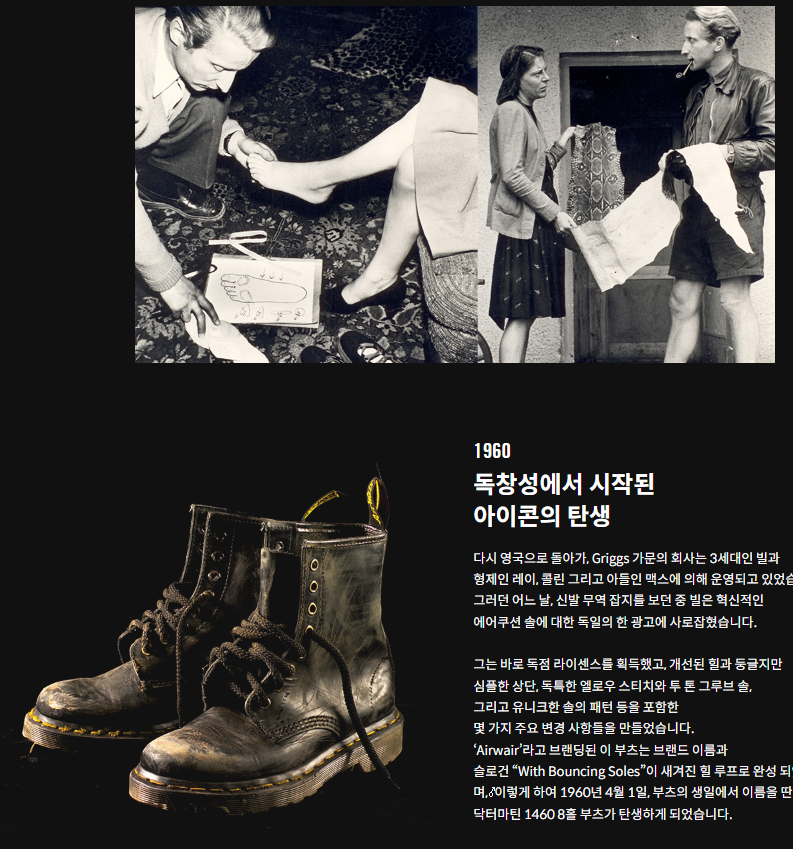 1960
독창성에서 시작된
아이콘의 탄생
다시 영국으로 돌아가, Griggs 가문의 회사는 3세대인 빌과
형제인 레이, 콜린 그리고 아들인 맥스에 의해 운영되고 있었습
그러던 어느 날, 신발 무역 잡지를 보던 중 빌은 혁신적인
에어쿠션 솔에 대한 독일의 한 광고에 사로잡혔습니다.
그는 바로 독점 라이센스를 획득했고, 개선된 힐과 둥글지만
심플한 상단, 독특한 옐로우 스티치와 투 톤 그루브 솔,
그리고 유니크한 솔의 패턴 등을 포함한
몇 가지 주요 변경 사항들을 만들었습니다.
‘Airwair’라고 브랜딩된 이 부츠는 브랜드 이름과
슬로건 “With Bouncing Soles”이 새겨진 힐 루프로 완성 되
며, 이렇게 하여 1960년 4월 1일, 부츠의 생일에서 이름을 딴
닥터마틴 1460 8홀 부츠가 탄생하게 되었습니다.